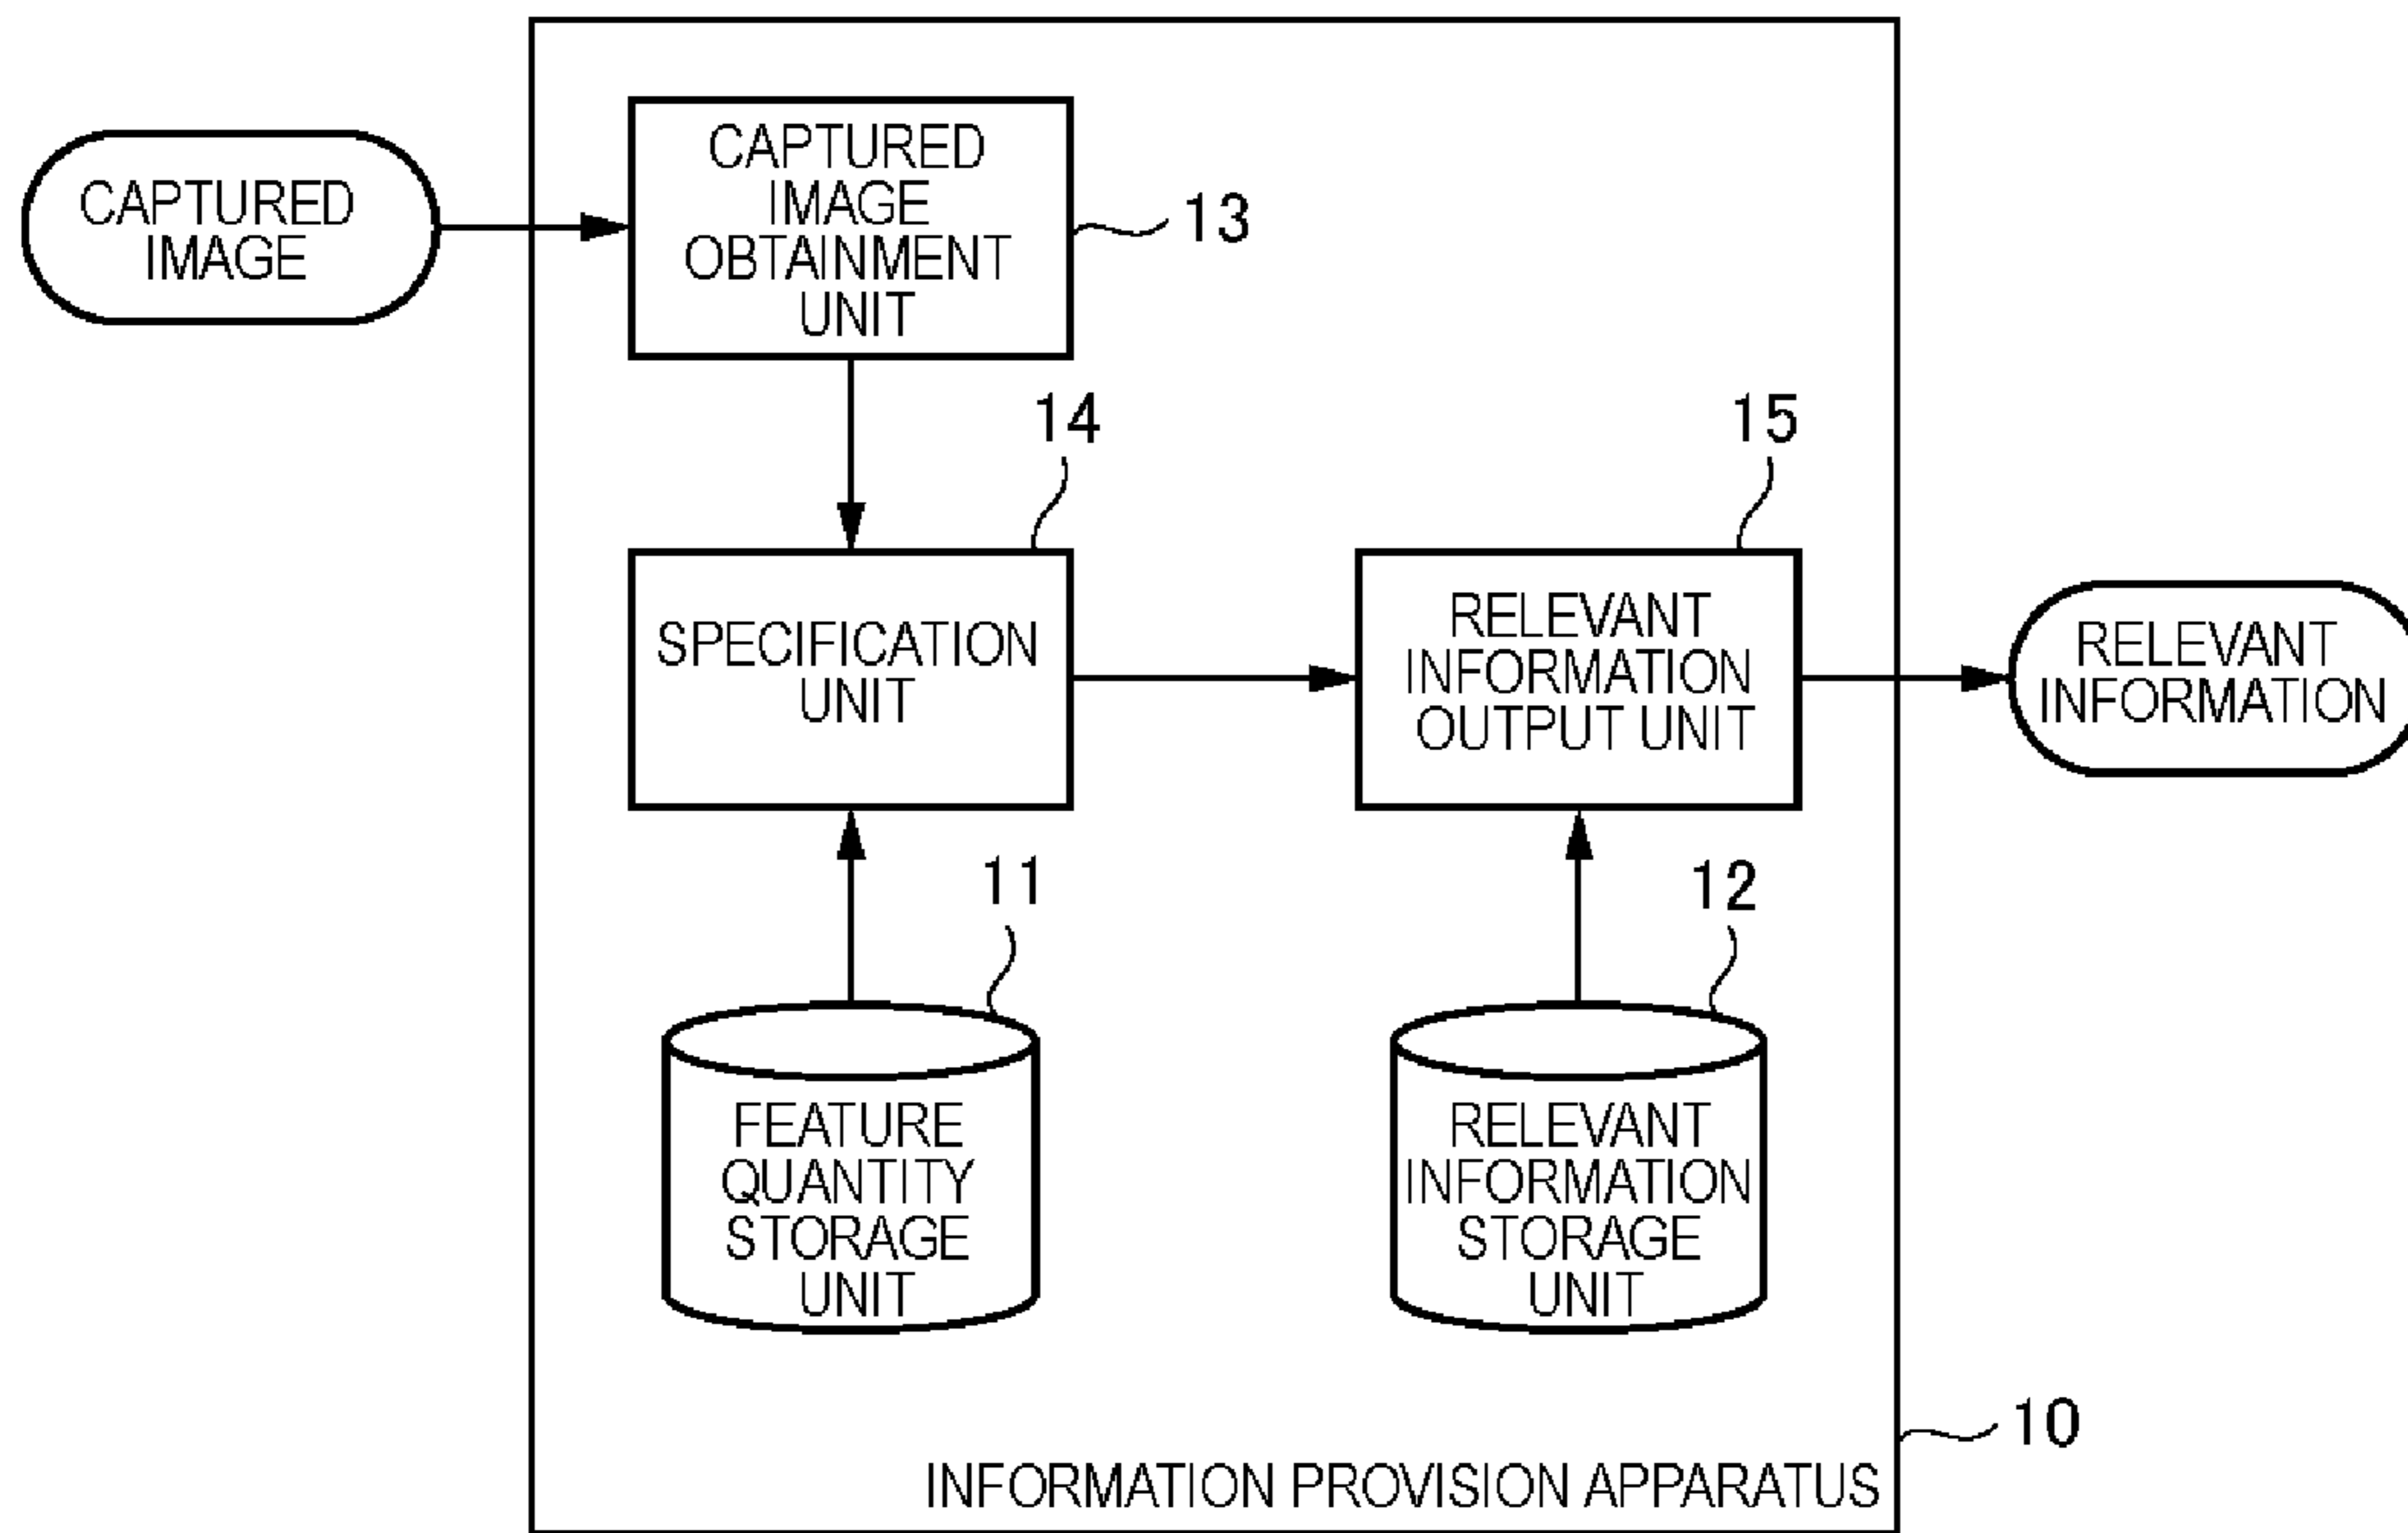 CAPTURED
IMAGE
CAPTURED
IMAGE
OBTAINMENT
UNIT
13
14
SPECIFICATION
UNIT
15
RELEVANT
INFORMATION
OUTPUT UNIT
RELEVANT
INFORMATION
11
FEATURE
QUANTITY
STORAGE
UNIT
12
RELEVANT
INFORMATION
STORAGE
UNIT
10
INFORMATION PROVISION APPARATUS